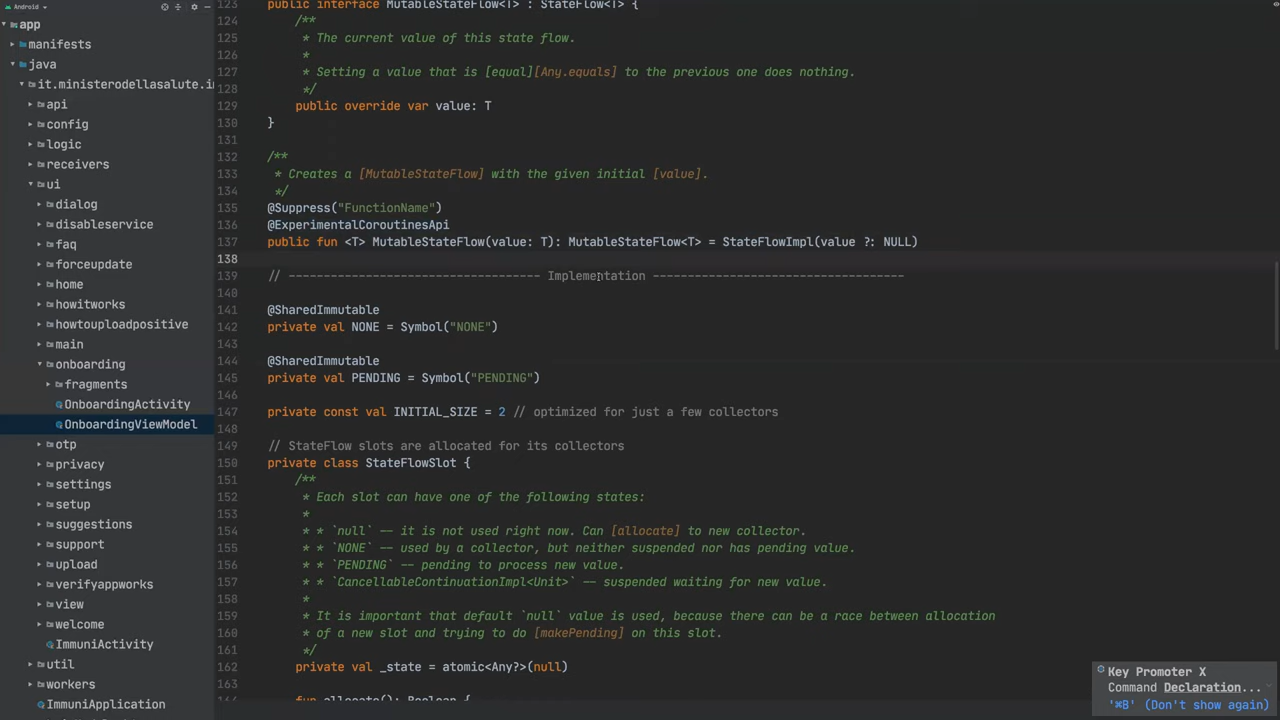 Android
app
manifests
java
it.ministerodellasalute.i
api
config
logic
receivers
ui
dialog
disableservice
faq
forceupdate
home
howitworks
howtouploadpositive
main
onboarding
fragments
OnboardingActivity
OnboardingViewModel
otp
privacy
settings
setup
suggestions
support
upload
verifyappworks
view
welcome
ImmuniActivity
util
workers
ImmuniApplication
123 public interface MutableStateFlow<T> : StateFlow<T> {
124 /**
125 * The current value of this state flow.
126 *
127 * Setting a value that is [equal][Any.equals] to the previous one does nothing.
128 */
129 public override var value: T
130 }
131
132 /**
133 * Creates a [MutableStateFlow] with the given initial [value].
134 */
135 @Suppress("FunctionName")
136 @ExperimentalCoroutinesApi
137 public fun <T> MutableStateFlow(value: T): MutableStateFlow<T> = StateFlowImpl(value ?: NULL)
138
139 // ------------------------------------ Implementation ------------------------------------
140
141 @SharedImmutable
142 private val NONE = Symbol("NONE")
143
144 @SharedImmutable
145 private val PENDING = Symbol("PENDING")
146
147 private const val INITIAL_SIZE = 2 // optimized for just a few collectors
148
149 // StateFlow slots are allocated for its collectors
150 private class StateFlowSlot {
151 /**
152 * Each slot can have one of the following states:
153 *
154 * * `null` -- it is not used right now. Can [allocate] to new collector.
155 * * `NONE` -- used by a collector, but neither suspended nor has pending value.
156 * * `PENDING` -- pending to process new value.
157 * * `CancellableContinuationImpl<Unit>` -- suspended waiting for new value.
158 *
159 * It is important that default `null` value is used, because there can be a race between allocation
160 * of a new slot and trying to do [makePending] on this slot.
161 */
162 private val _state = atomic<Any?>(null)
163
164 fun allocate(): Boolean {
Key Promoter X
Command Declaration...
'⌘B' (Don't show again)